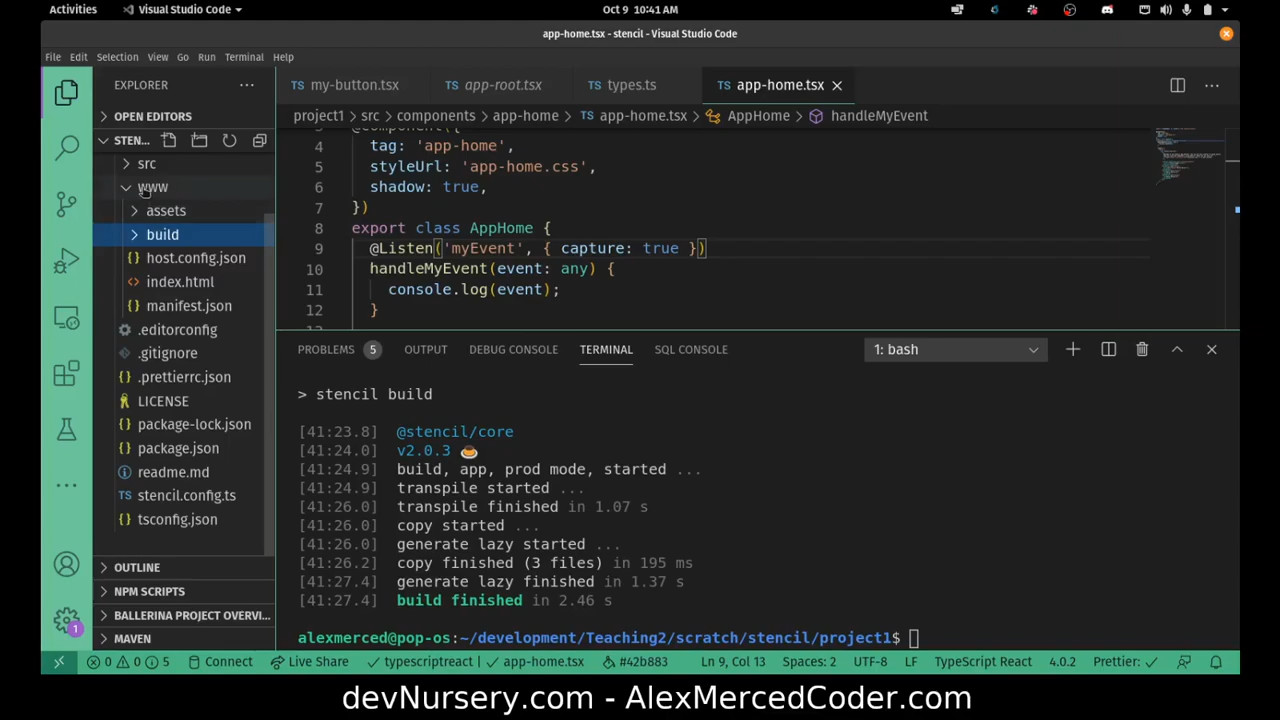 Activities
Visual Studio Code
Oct 9 10:41 AM
app-home.tsx - stencil - Visual Studio Code
File Edit Selection View Go Run Terminal Help
EXPLORER
OPEN EDITORS
STEN...
src
www
assets
build
host.config.json
index.html
manifest.json
.editorconfig
.gitignore
{} .prettierrc.json
LICENSE
{} package-lock.json
{} package.json
readme.md
TS stencil.config.ts
{} tsconfig.json
OUTLINE
NPM SCRIPTS
BALLERINA PROJECT OVERVI...
MAVEN
1
TS my-button.tsx
TS app-root.tsx
TS types.ts
TS app-home.tsx
project1 > src > components > app-home > TS app-home.tsx > AppHome > handleMyEvent
4 tag: 'app-home',
5 styleUrl: 'app-home.css',
6 shadow: true,
7 })
8 export class AppHome {
9 @Listen('myEvent', { capture: true })
10 handleMyEvent(event: any) {
11 console.log(event);
12 }
PROBLEMS 5 OUTPUT DEBUG CONSOLE TERMINAL SQL CONSOLE 1: bash
> stencil build
[41:23.8] @stencil/core
[41:24.0] v2.0.3
[41:24.9] build, app, prod mode, started ...
[41:24.9] transpile started ...
[41:26.0] transpile finished in 1.07 s
[41:26.0] copy started ...
[41:26.0] generate lazy started ...
[41:26.2] copy finished (3 files) in 195 ms
[41:27.4] generate lazy finished in 1.37 s
[41:27.4] build finished in 2.46 s
alexmerced@pop-os:~/development/Teaching2/scratch/stencil/project1$
0 0 5 Connect Live Share typescriptreact | app-home.tsx #42b883 Ln 9, Col 13 Spaces: 2 UTF-8 LF TypeScript React 4.0.2 Prettier:
devNursery.com - AlexMercedCoder.com